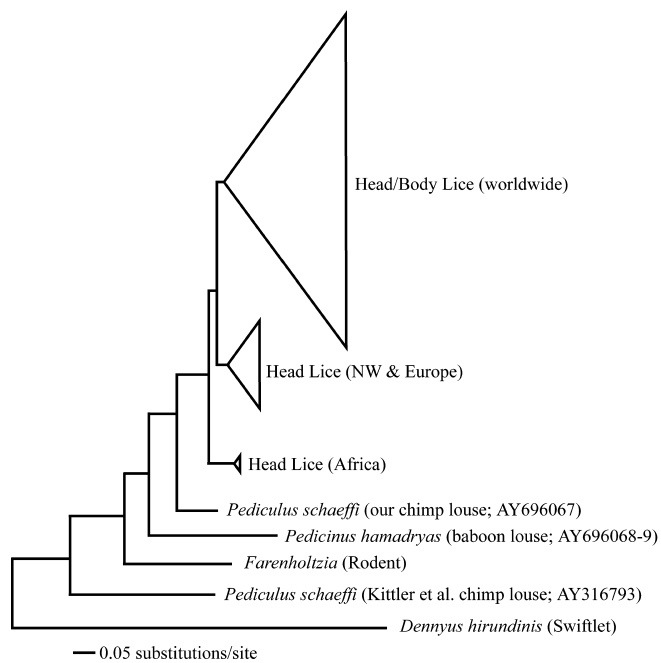 Head/Body Lice (worldwide)
Head Lice (NW & Europe)
Head Lice (Africa)
Pediculus schaeffi (our chimp louse; AY696067)
Pedicinus hamadryas (baboon louse; AY696068-9)
Farenholtzia (Rodent)
Pediculus schaeffi (Kittler et al. chimp louse; AY316793)
Dennyus hirundinis (Swiftlet)
0.05 substitutions/site